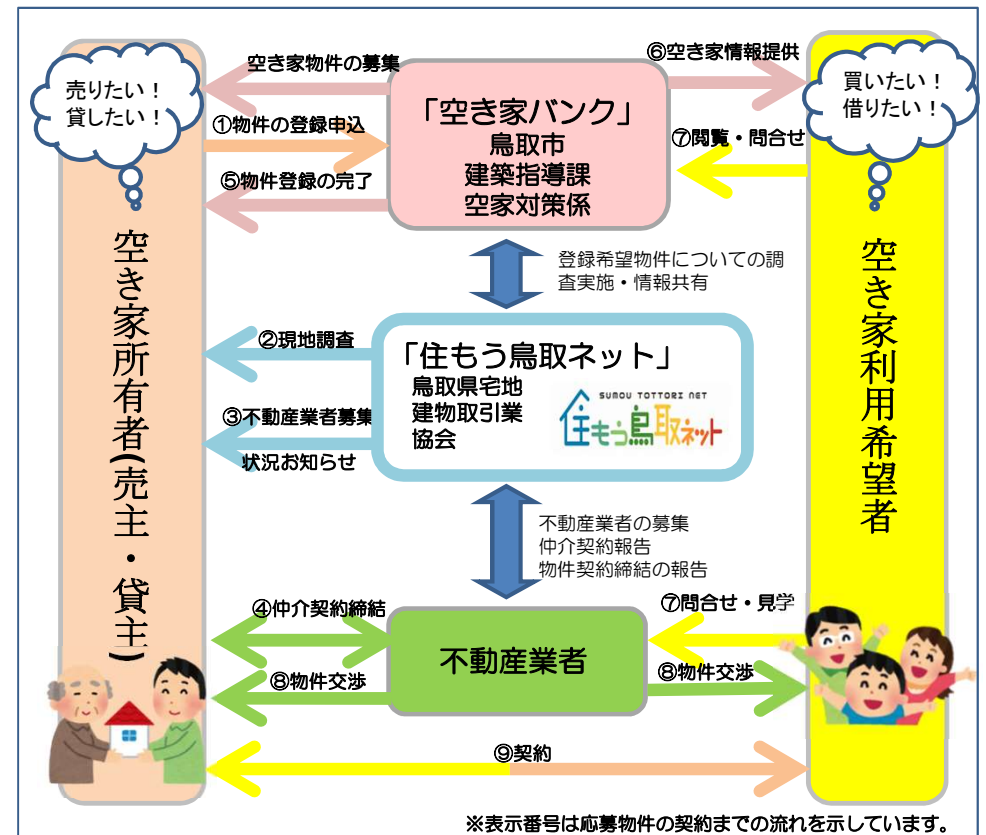 売りたい！
貸したい！
空き家物件の募集
①物件の登録申込
⑤物件登録の完了
「空き家バンク」
鳥取市
建築指導課
空家対策係
⑥空き家情報提供
⑦閲覧・問合せ
買いたい！
借りたい！
登録希望物件についての調
査実施・情報共有
空き家所有者(売主・貸主)
空き家利用希望者
②現地調査
③不動産業者募集
状況お知らせ
「住もう鳥取ネット」
鳥取県宅地
建物取引業
協会
SUMOU TOTTORI NET
住もう鳥取ネット
不動産業者の募集
仲介契約報告
物件契約締結の報告
④仲介契約締結
⑧物件交渉
不動産業者
⑦問合せ・見学
⑧物件交渉
⑨契約
※表示番号は応募物件の契約までの流れを示しています。